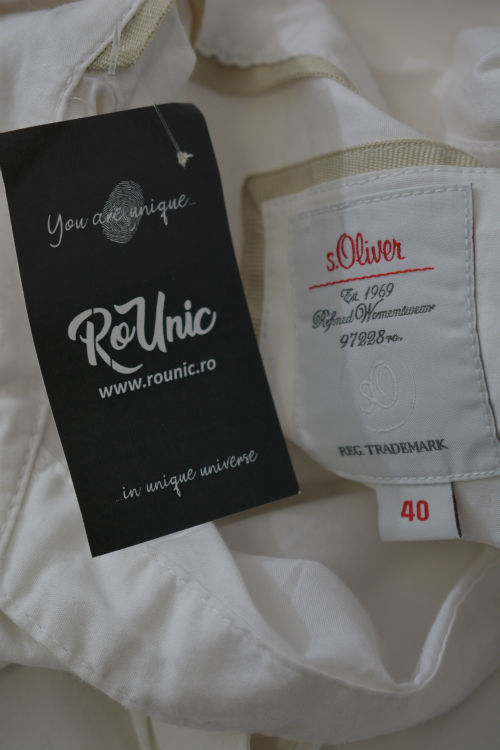 You are unique...
RoUnic
www.rounic.ro
...in unique universe
s.Oliver
Est. 1969
Refined Womenswear
97228 ro.
sO
REG. TRADEMARK
40